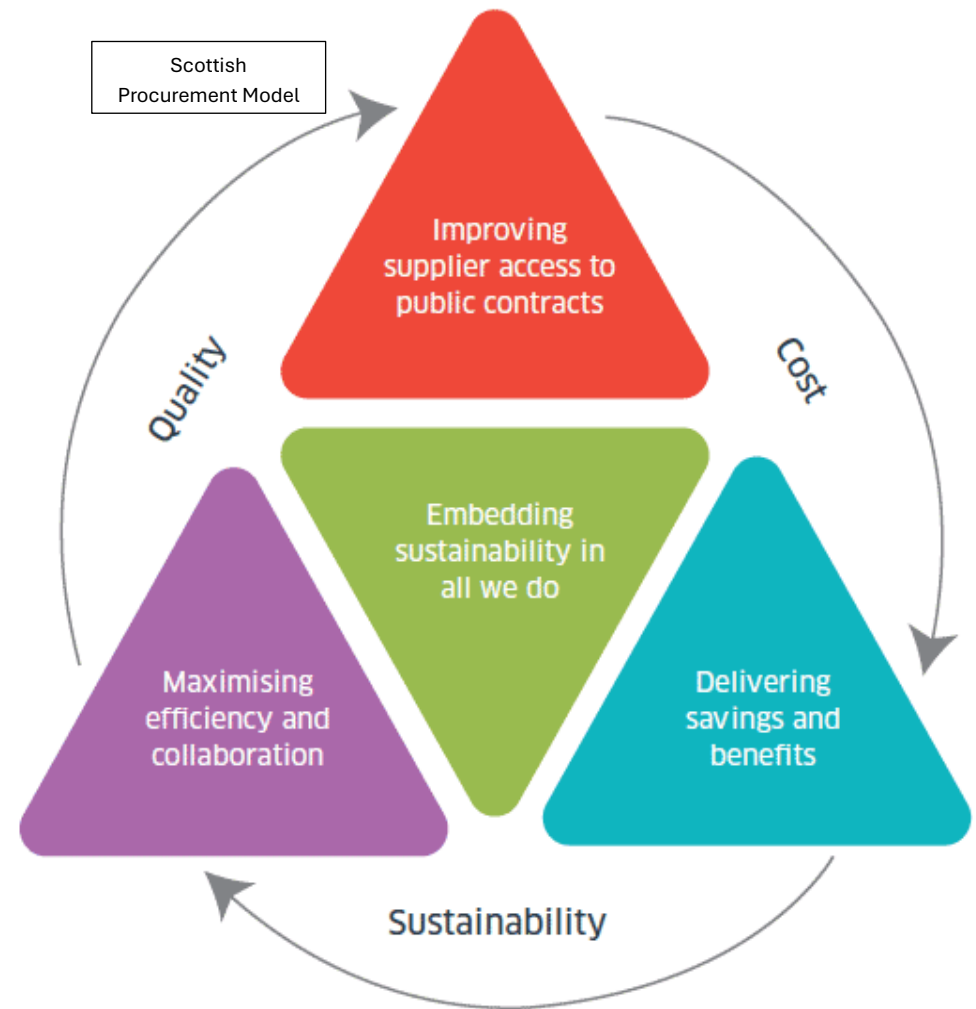 Scottish
Procurement Model
Improving
supplier access to
public contracts
Quality
Cost
Embedding
sustainability in
all we do
Maximising
efficiency and
collaboration
Delivering
savings and
benefits
Sustainability